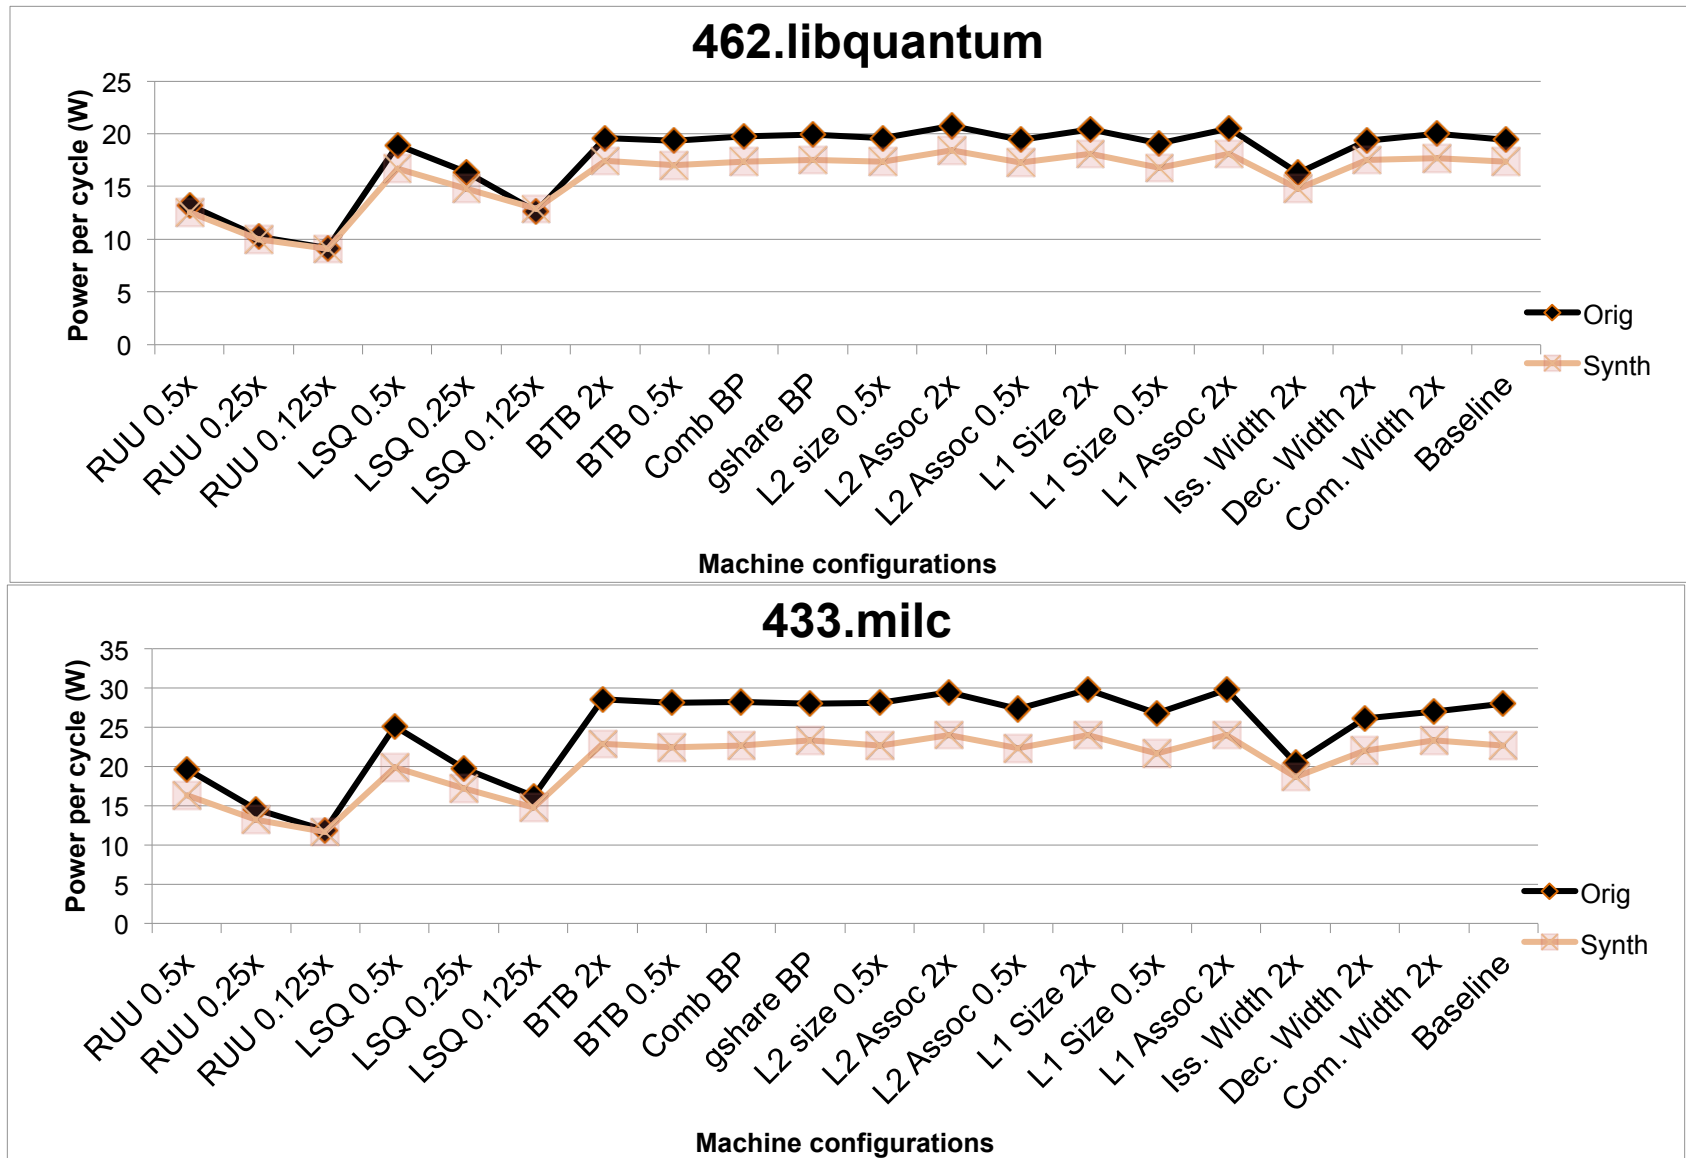 462.libquantum
Power per cycle (W)
25
20
15
10
5
0
Orig
Synth
RUU 0.5x
RUU 0.25x
RUU 0.125x
LSQ 0.5x
LSQ 0.25x
LSQ 0.125x
BTB 2x
BTB 0.5x
Comb BP
gshare BP
L2 size 0.5x
L2 Assoc 2x
L2 Assoc 0.5x
L1 Size 2x
L1 Size 0.5x
L1 Assoc 2x
Iss. Width 2x
Dec. Width 2x
Com. Width 2x
Baseline
Machine configurations
433.milc
Power per cycle (W)
35
30
25
20
15
10
5
0
Orig
Synth
RUU 0.5x
RUU 0.25x
RUU 0.125x
LSQ 0.5x
LSQ 0.25x
LSQ 0.125x
BTB 2x
BTB 0.5x
Comb BP
gshare BP
L2 size 0.5x
L2 Assoc 2x
L2 Assoc 0.5x
L1 Size 2x
L1 Size 0.5x
L1 Assoc 2x
Iss. Width 2x
Dec. Width 2x
Com. Width 2x
Baseline
Machine configurations